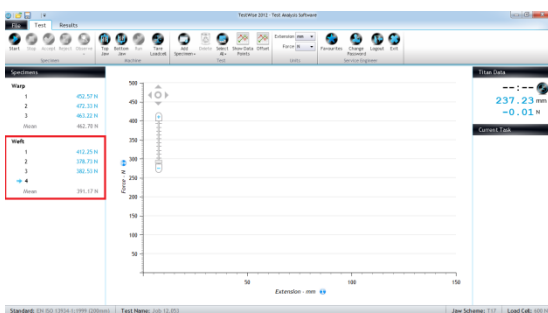 TestWise 2012 - Test Analysis Software
File Test Results
Start Stop Accept Reject Observe Top Jaw Bottom Jaw Run Tare Loadcell Add Specimen Delete Select All Show Data Points Offset Extension mm Favourites Change Password Logout Exit
Force N
Specimen Machine Test Units Service Engineer
Specimens
Warp
1 452.57 N
2 472.33 N
3 463.22 N
Mean 462.70 N
Weft
1 412.25 N
2 378.73 N
3 382.53 N
4
Mean 391.17 N
500
450
400
350
300
250
200
150
100
50
Force - N
50 100 150
Extension - mm
Titan Data
--:--
237.23 mm
-0.01 N
Current Task
Standard: EN ISO 13934-1:1999 (200mm) Test Name: Job 12.053 Jaw Scheme: T17 Load Cell: 600 N